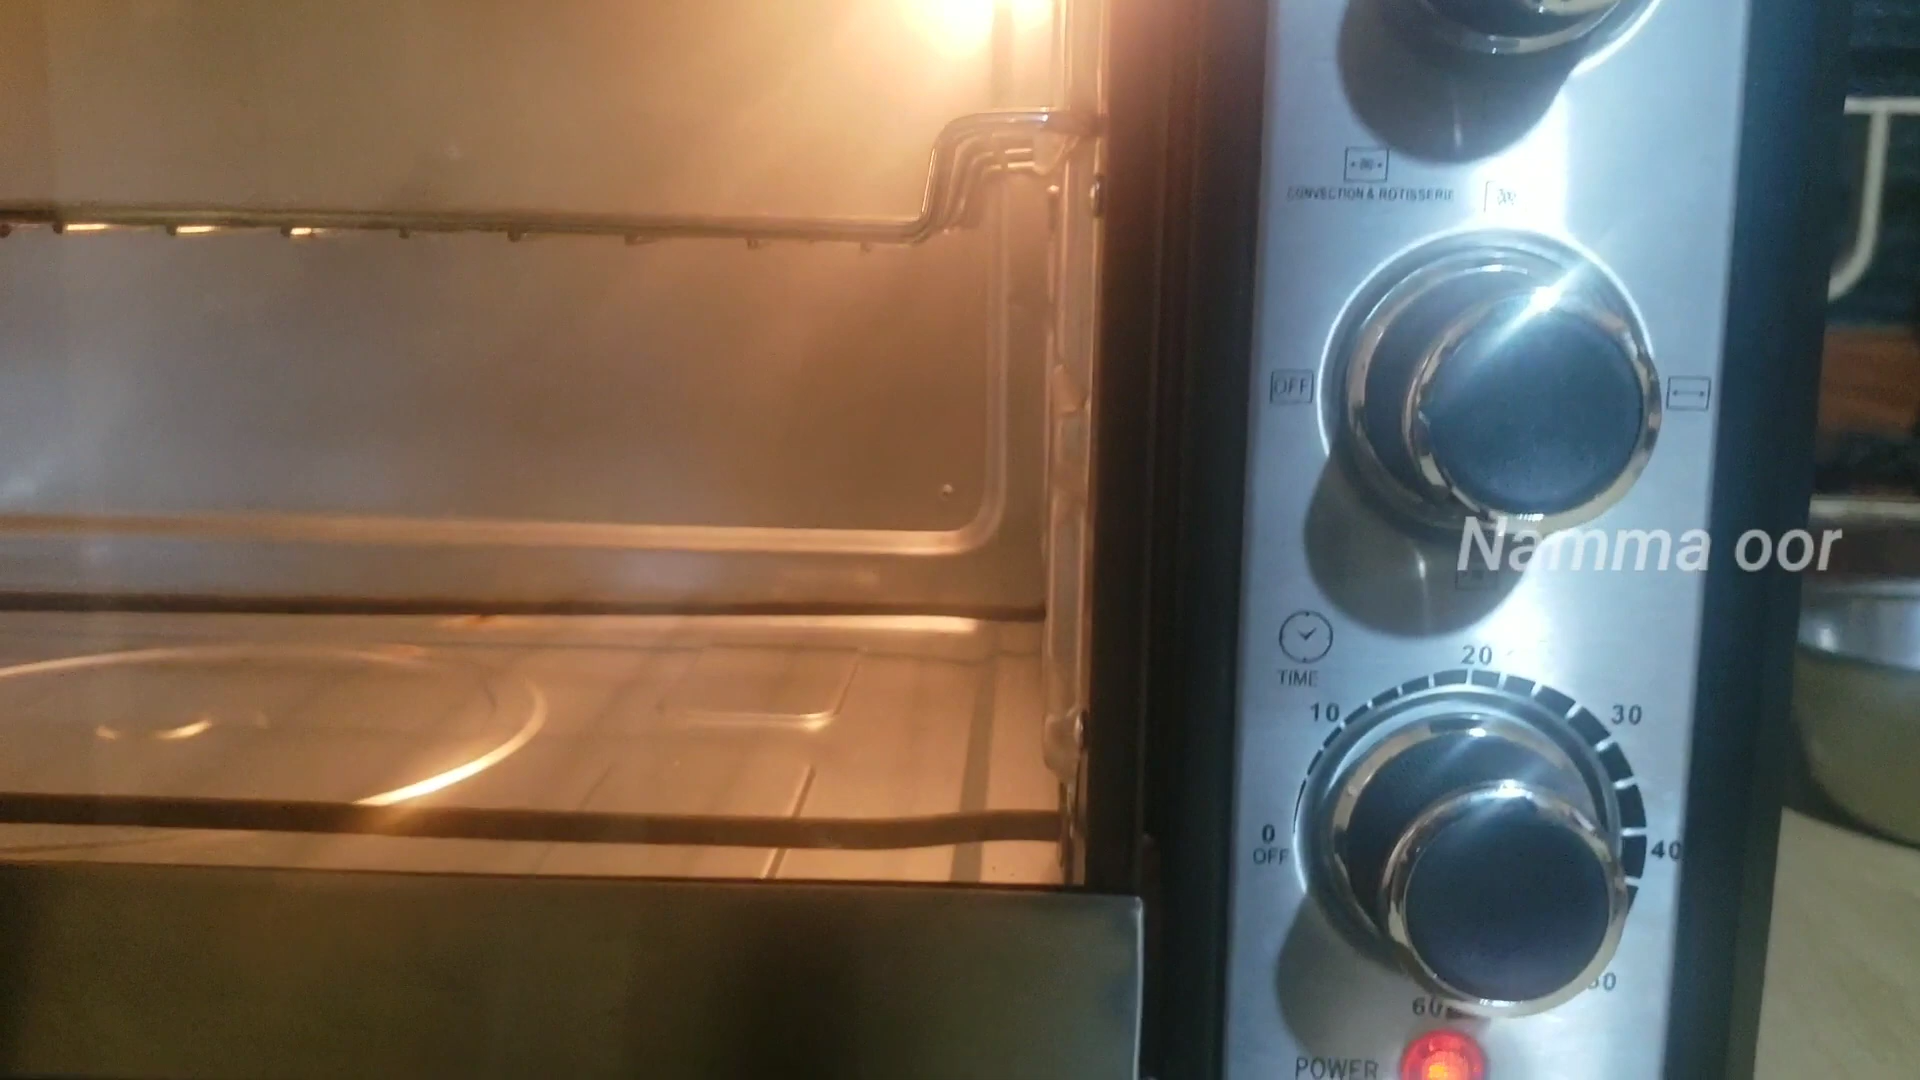 CONVECTION & ROTISSERIE
OFF
Namma oor
TIME
20
10
30
0
OFF
40
60
POWER